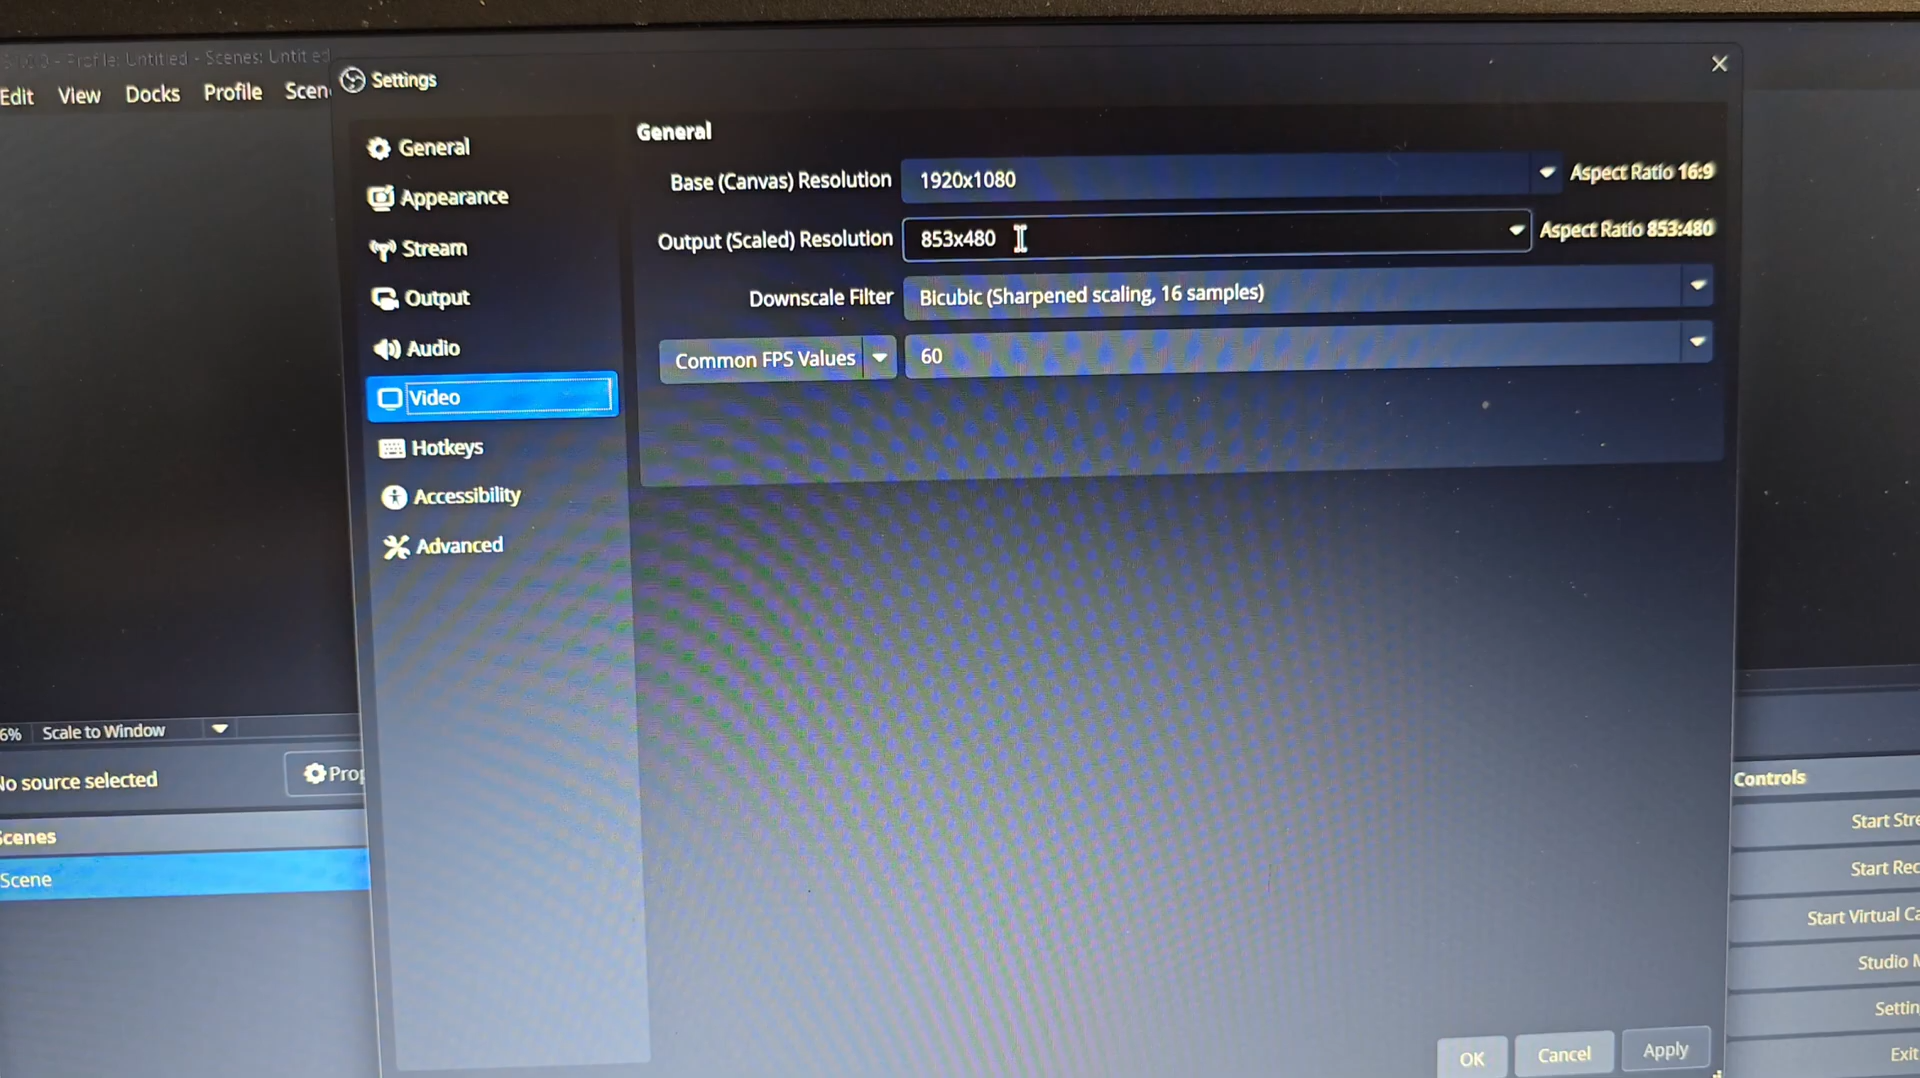 Profile: Untitled - Scenes: Untitled
Edit View Docks Profile Scen
Settings
General
Appearance
Stream
Output
Audio
Video
Hotkeys
Accessibility
Advanced
General
Base (Canvas) Resolution 1920x1080 Aspect Ratio 16:9
Output (Scaled) Resolution 853x480 Aspect Ratio 853:480
Downscale Filter Bicubic (Sharpened scaling, 16 samples)
Common FPS Values 60
6% Scale to Window
No source selected Prop
Scenes
Scene
Controls
Start Stre
Start Rec
Start Virtual Ca
Studio M
Settin
Exit
OK Cancel Apply